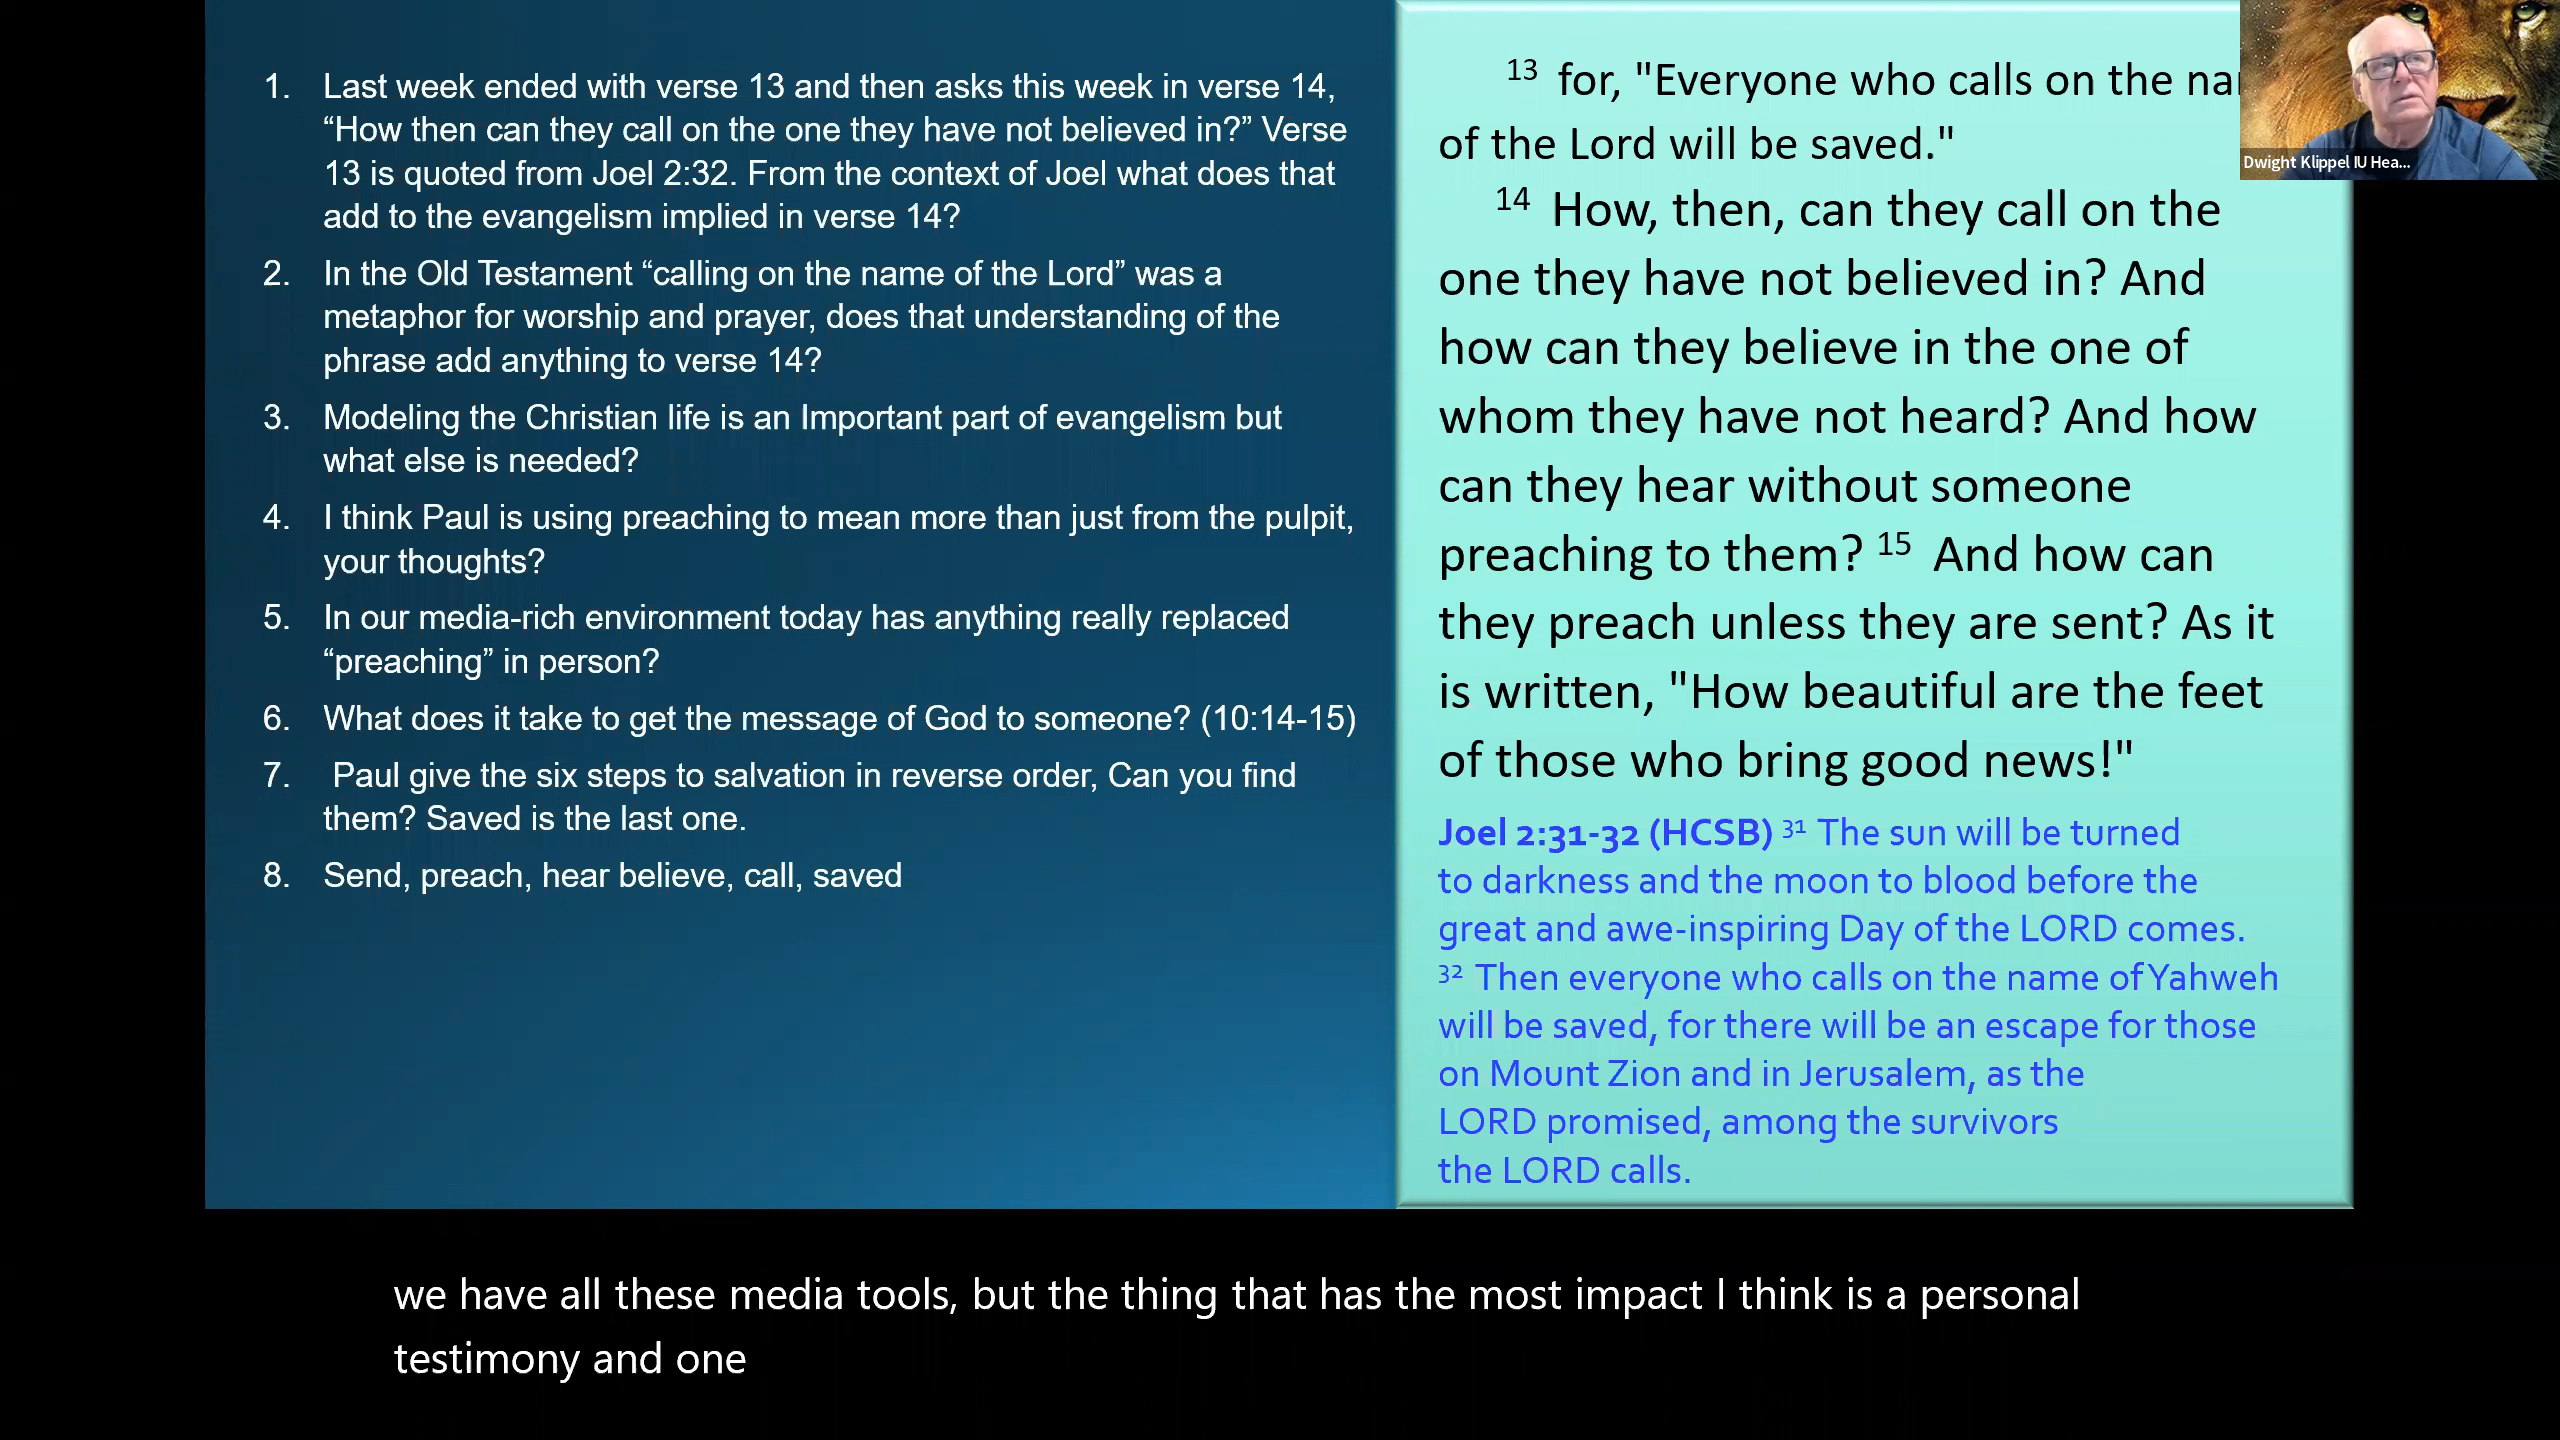 1. Last week ended with verse 13 and then asks this week in verse 14,
“How then can they call on the one they have not believed in?” Verse
13 is quoted from Joel 2:32. From the context of Joel what does that
add to the evangelism implied in verse 14?
2. In the Old Testament “calling on the name of the Lord” was a
metaphor for worship and prayer, does that understanding of the
phrase add anything to verse 14?
3. Modeling the Christian life is an Important part of evangelism but
what else is needed?
4. I think Paul is using preaching to mean more than just from the pulpit,
your thoughts?
5. In our media-rich environment today has anything really replaced
“preaching” in person?
6. What does it take to get the message of God to someone? (10:14-15)
7. Paul give the six steps to salvation in reverse order, Can you find
them? Saved is the last one.
8. Send, preach, hear believe, call, saved
13 for, "Everyone who calls on the
of the Lord will be saved."
14 How, then, can they call on the
one they have not believed in? And
how can they believe in the one of
whom they have not heard? And how
can they hear without someone
preaching to them? 15 And how can
they preach unless they are sent? As it
is written, "How beautiful are the feet
of those who bring good news!"
Joel 2:31-32 (HCSB) 31 The sun will be turned
to darkness and the moon to blood before the
great and awe-inspiring Day of the LORD comes.
32 Then everyone who calls on the name of Yahweh
will be saved, for there will be an escape for those
on Mount Zion and in Jerusalem, as the
LORD promised, among the survivors
the LORD calls.
Dwight Klippel IU Hea...
we have all these media tools, but the thing that has the most impact I think is a personal
testimony and one